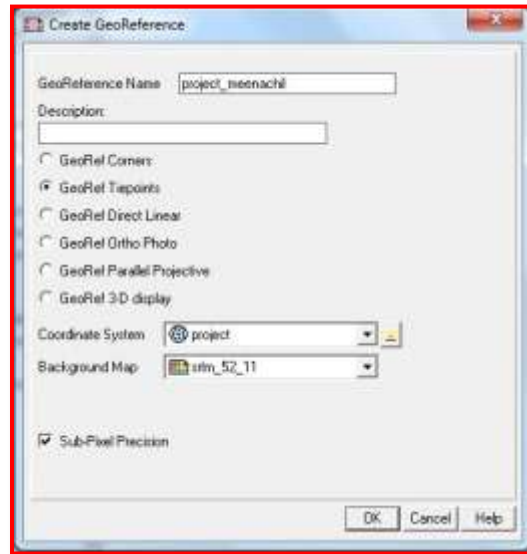 Create GeoReference
GeoReference Name project_meenachil
Description:
GeoRef Corners
GeoRef Tiepoints
GeoRef Direct Linear
GeoRef Ortho Photo
GeoRef Parallel Projective
GeoRef 3-D display
Coordinate System project
Background Map srtm_52_11
Sub-Pixel Precision
OK Cancel Help